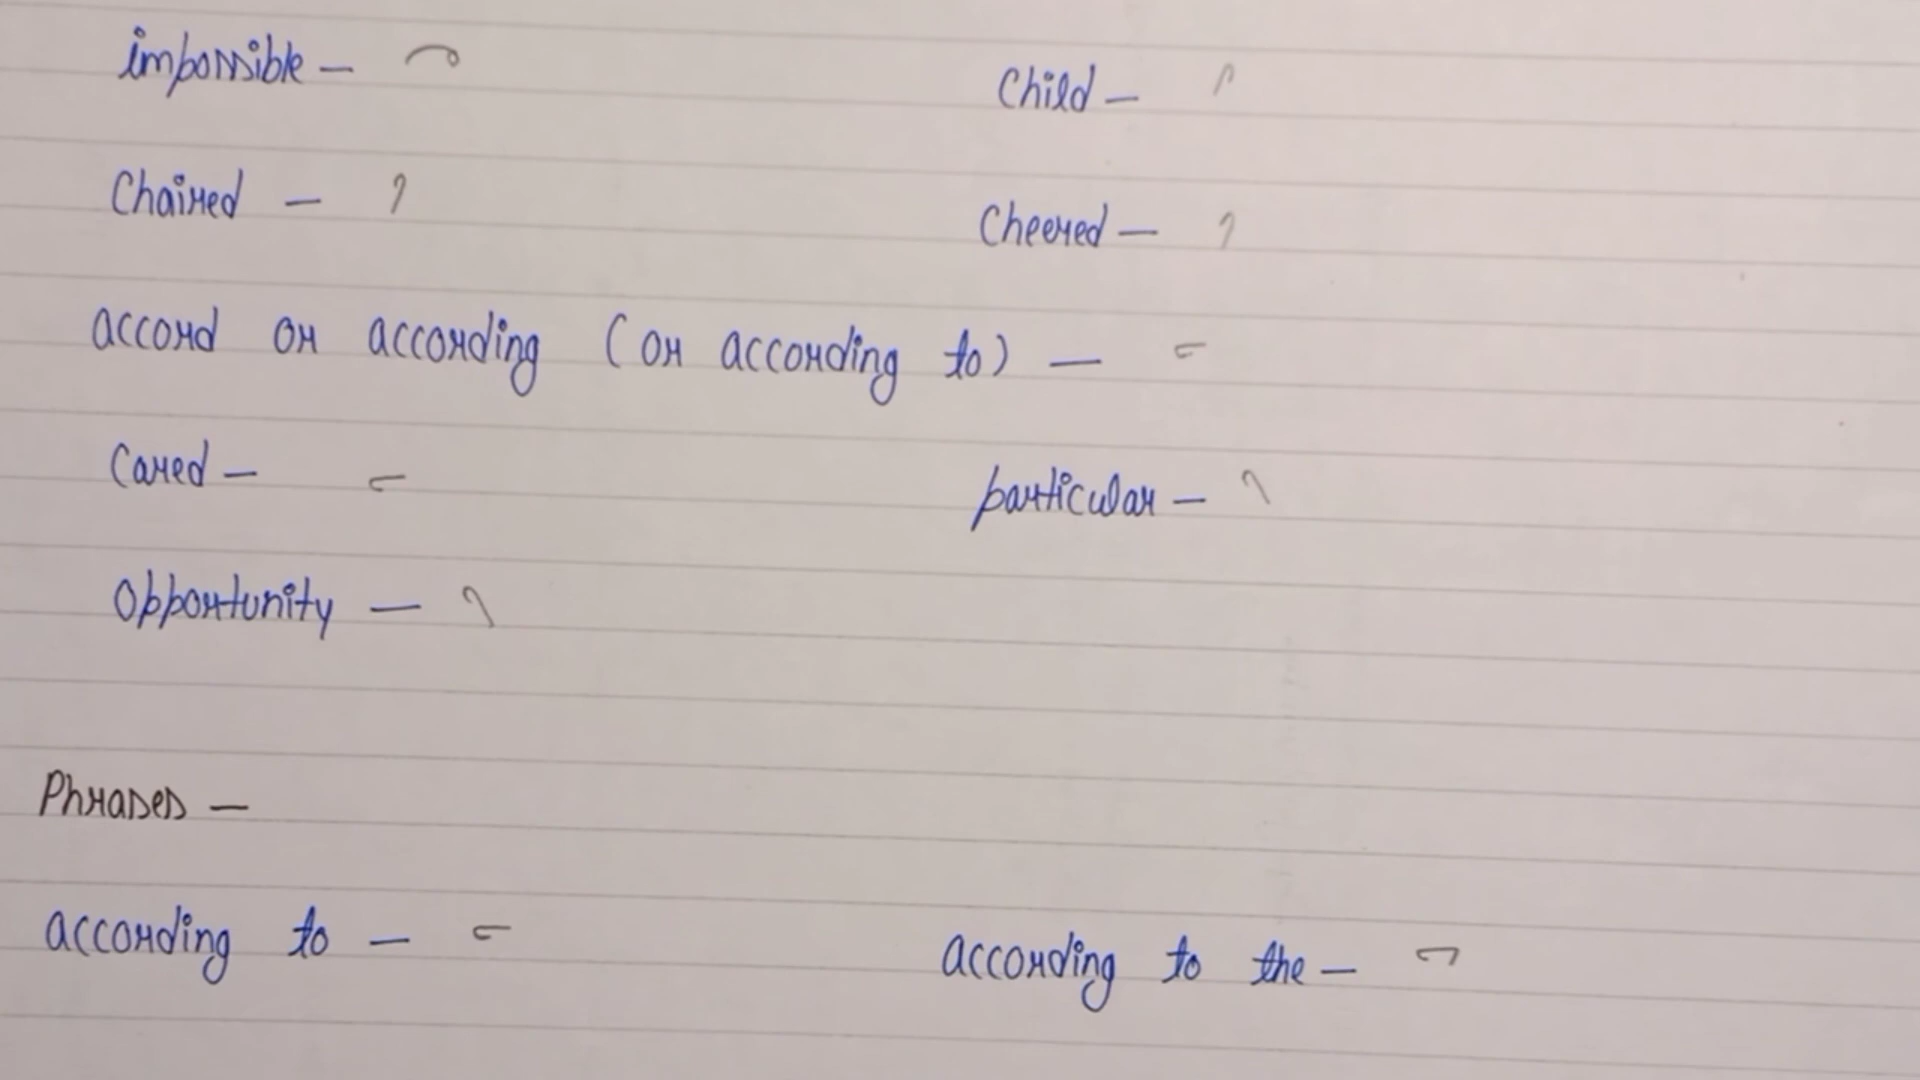 impossible – Child –
Chaired – Cheered –
accord or according (or according to) –
Cared – particular –
opportunity –
Phrases –
according to – according to the –